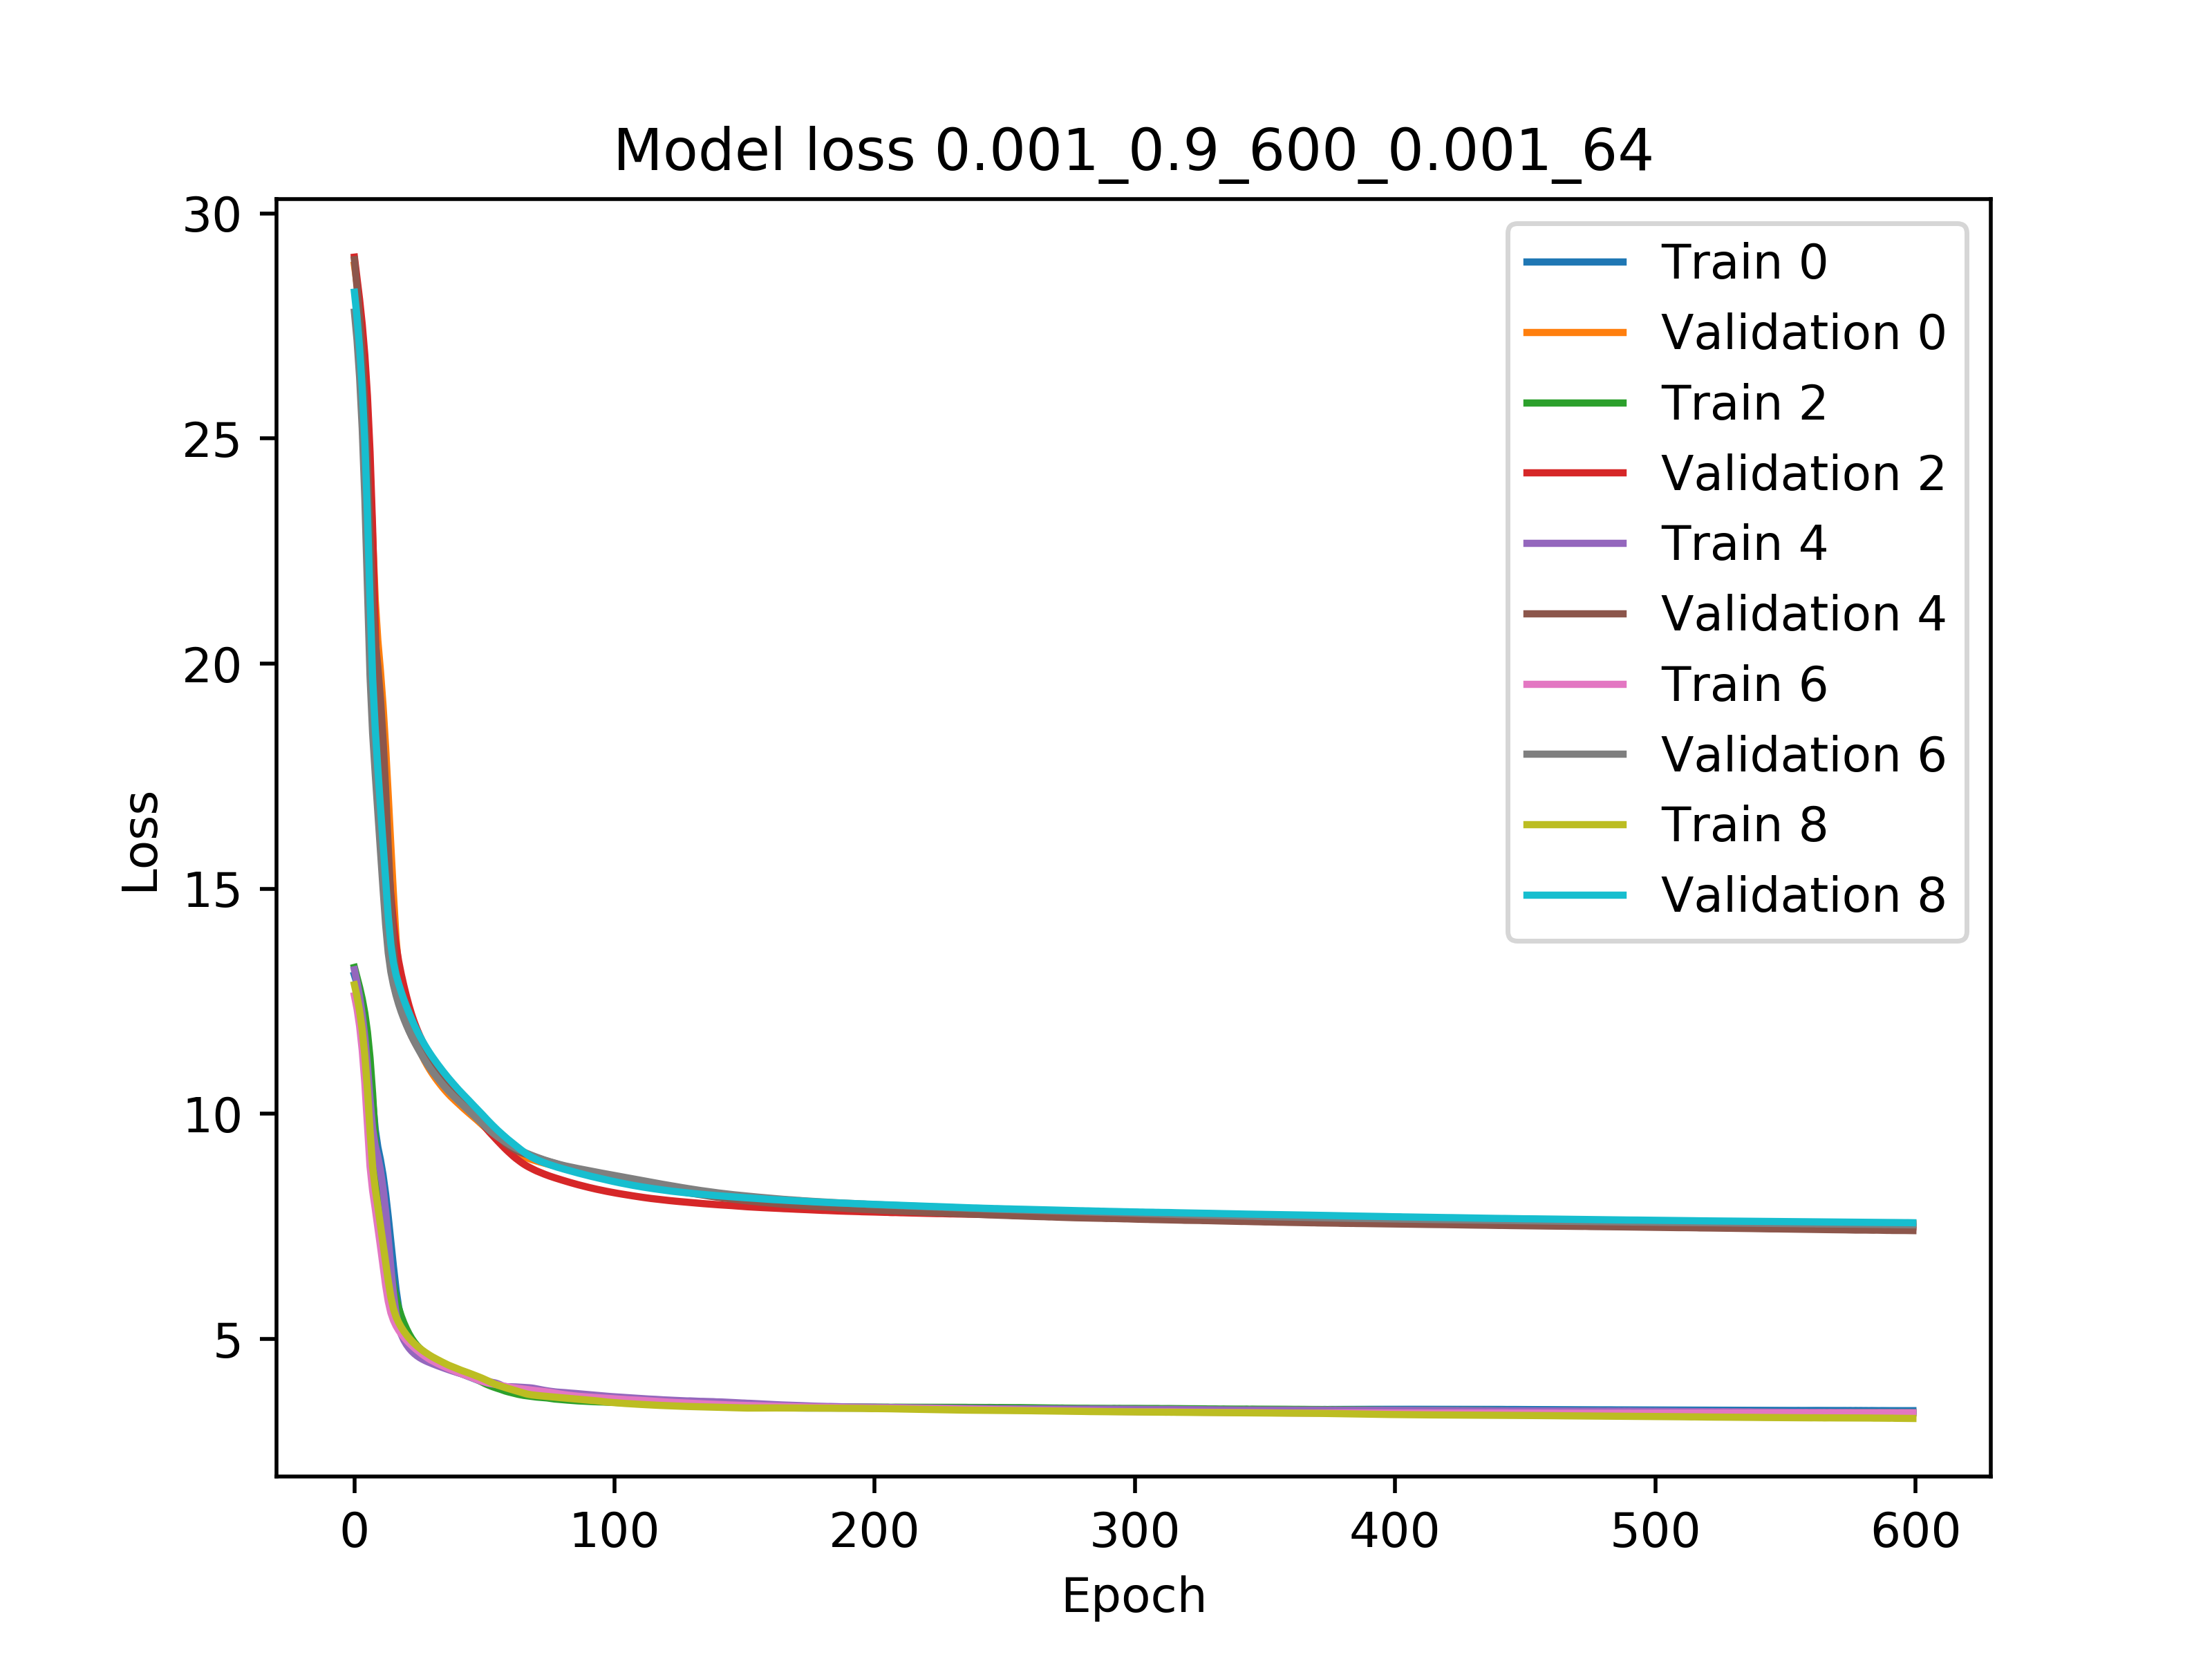 Model loss 0.001_0.9_600_0.001_64
30
25
20
15
10
5
Loss
Train 0
Validation 0
Train 2
Validation 2
Train 4
Validation 4
Train 6
Validation 6
Train 8
Validation 8
0 100 200 300 400 500 600
Epoch